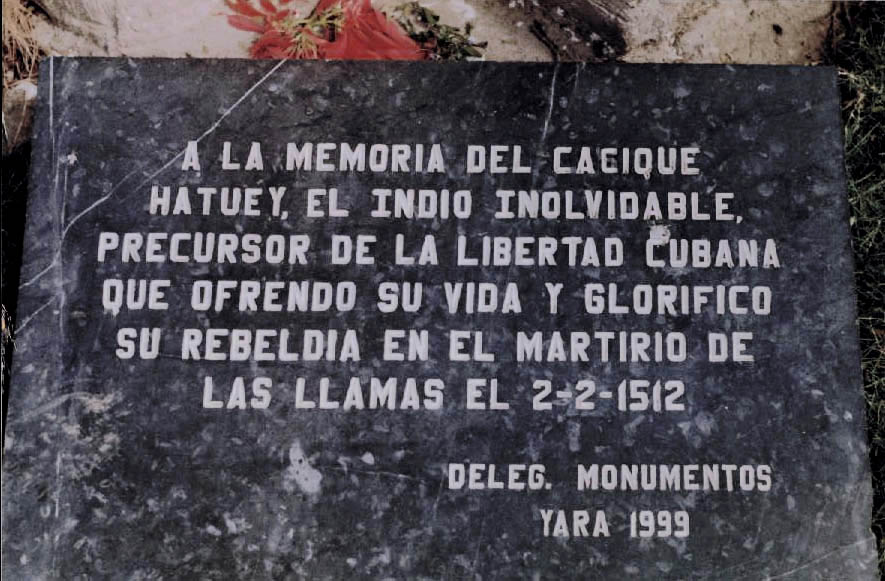 A LA MEMORIA DEL CACIQUE
HATUEY, EL INDIO INOLVIDABLE,
PRECURSOR DE LA LIBERTAD CUBANA
QUE OFRENDO SU VIDA Y GLORIFICO
SU REBELDIA EN EL MARTIRIO DE
LAS LLAMAS EL 2-2-1512
DELEG. MONUMENTOS
YARA 1999